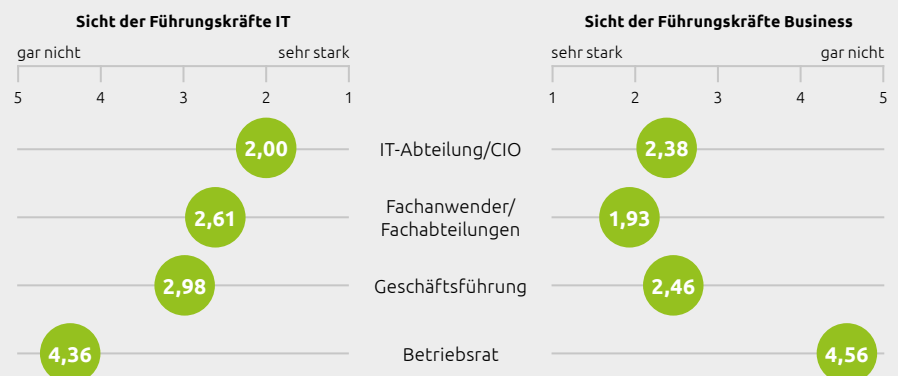 Sicht der Führungskräfte IT
Sicht der Führungskräfte Business
gar nicht sehr stark
sehr stark gar nicht
5 4 3 2 1
1 2 3 4 5
2,00 IT-Abteilung/CIO 2,38
2,61 Fachanwender/
Fachabteilungen 1,93
2,98 Geschäftsführung 2,46
4,36 Betriebsrat 4,56